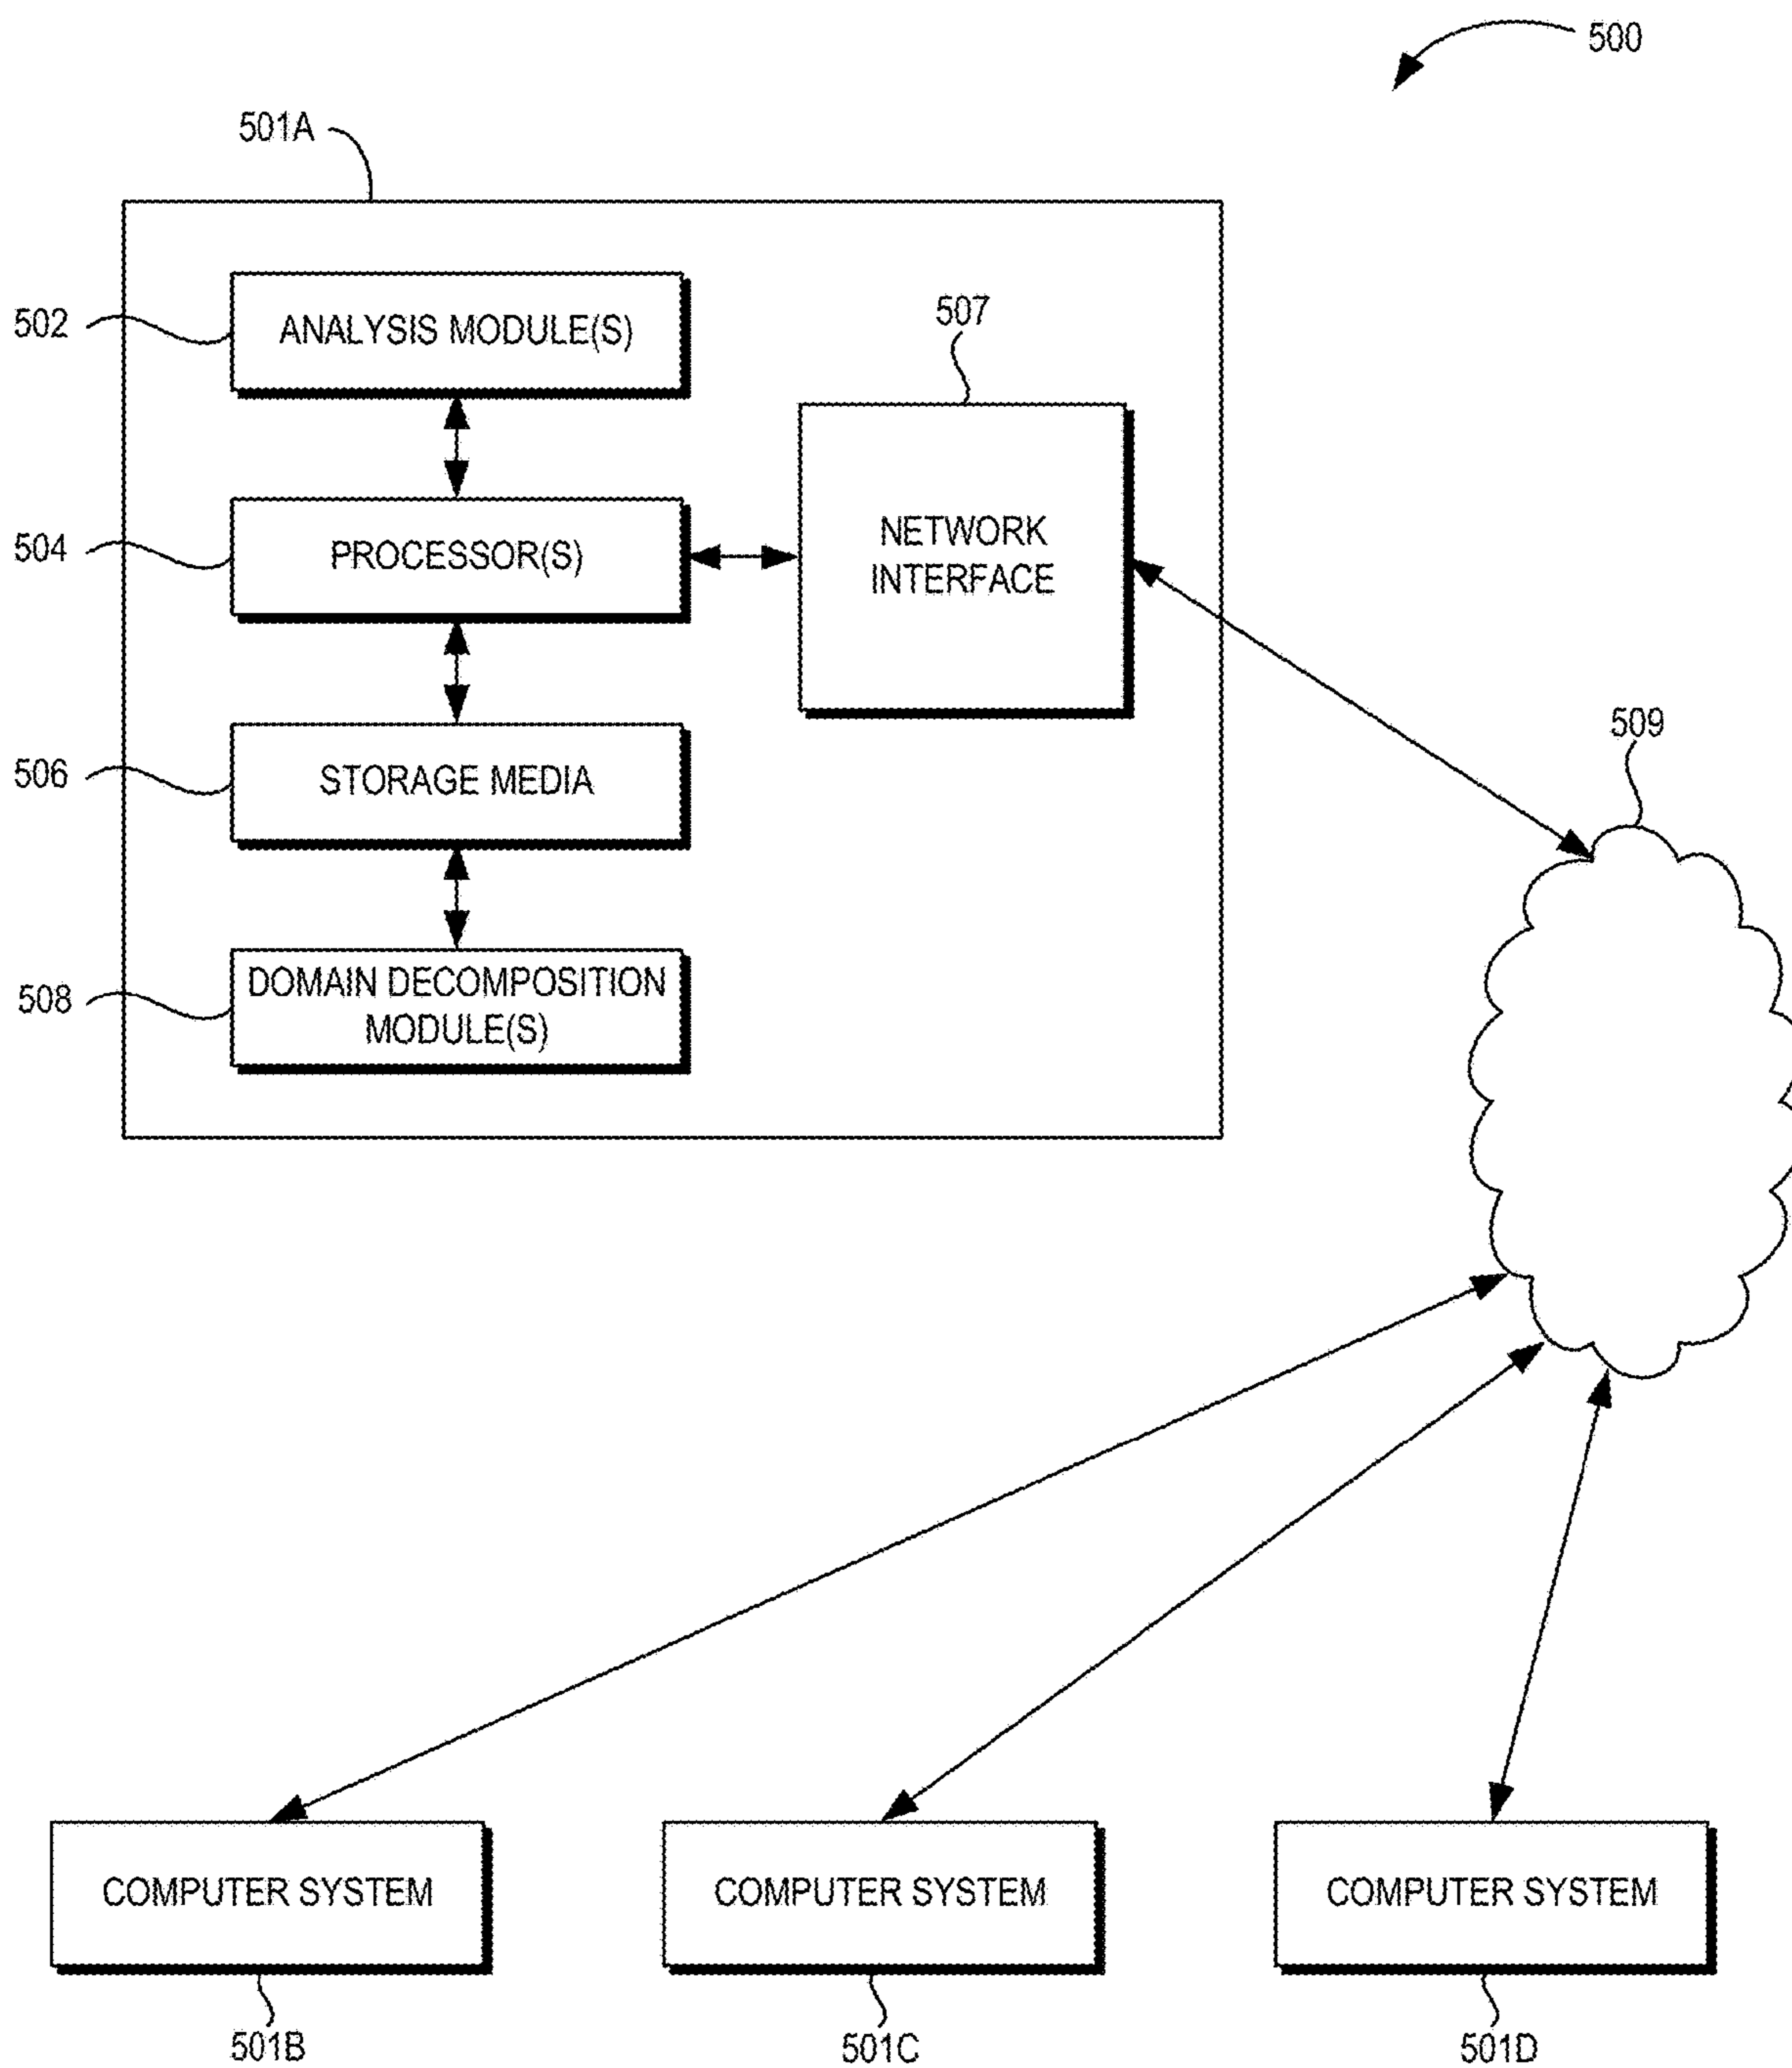 500
501A
502
ANALYSIS MODULE(S)
507
504
PROCESSOR(S)
NETWORK
INTERFACE
506
STORAGE MEDIA
509
508
DOMAIN DECOMPOSITION
MODULE(S)
COMPUTER SYSTEM
COMPUTER SYSTEM
COMPUTER SYSTEM
501B
501C
501D